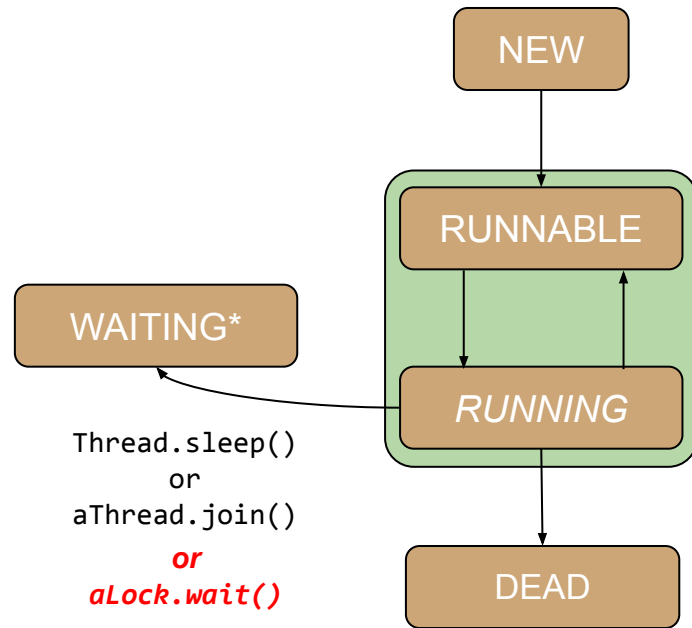 NEW
RUNNABLE
WAITING*
RUNNING
Thread.sleep()
or
aThread.join()
or
aLock.wait()
DEAD